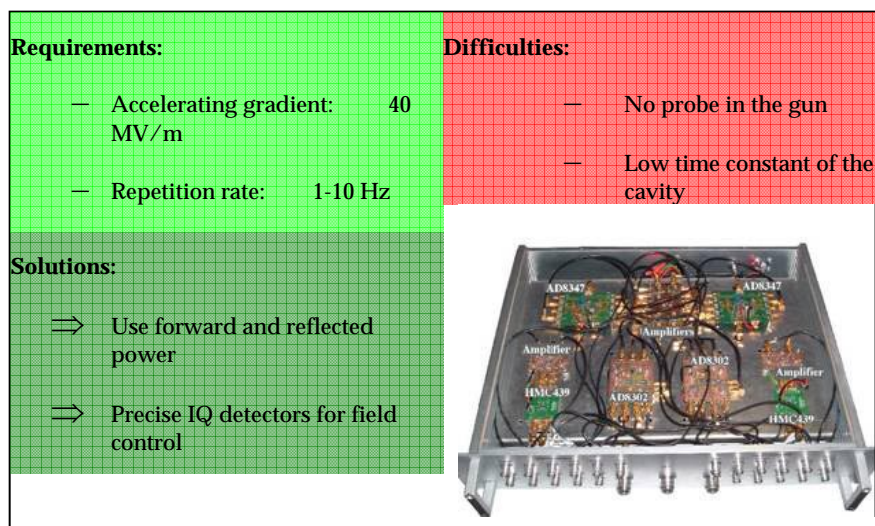 Requirements:
— Accelerating gradient: 40
MV/m
— Repetition rate: 1-10 Hz
Difficulties:
— No probe in the gun
— Low time constant of the
cavity
Solutions:
⇒ Use forward and reflected
power
⇒ Precise IQ detectors for field
control
AD8347
AD8347
Amplifiers
Amplifier
AD8302
Amplifier
HMC439
AD8302
HMC439